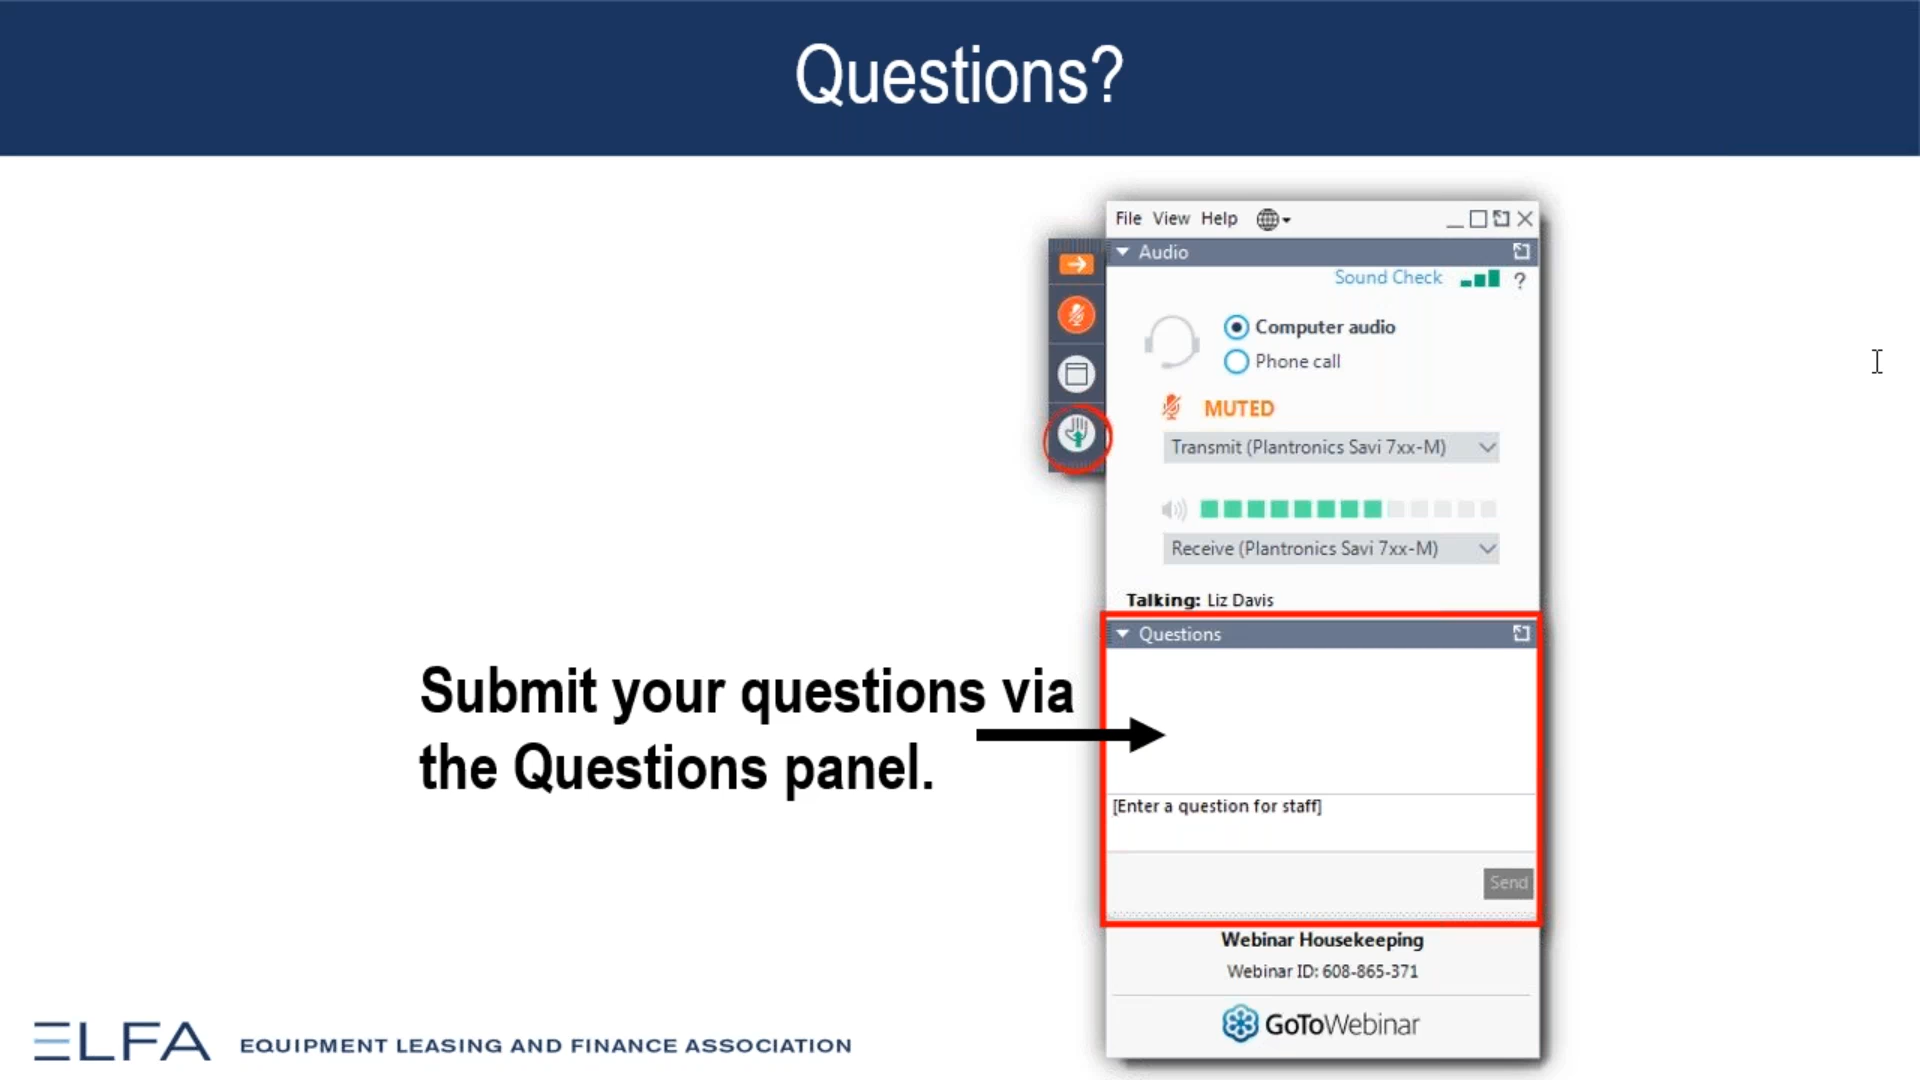 Questions?
File View Help
Audio
Sound Check
?
Computer audio
Phone call
MUTED
Transmit (Plantronics Savi 7xx-M)
Receive (Plantronics Savi 7xx-M)
Talking: Liz Davis
Questions
Submit your questions via
the Questions panel.
[Enter a question for staff]
Send
Webinar Housekeeping
Webinar ID: 608-865-371
GoToWebinar
ELFA EQUIPMENT LEASING AND FINANCE ASSOCIATION